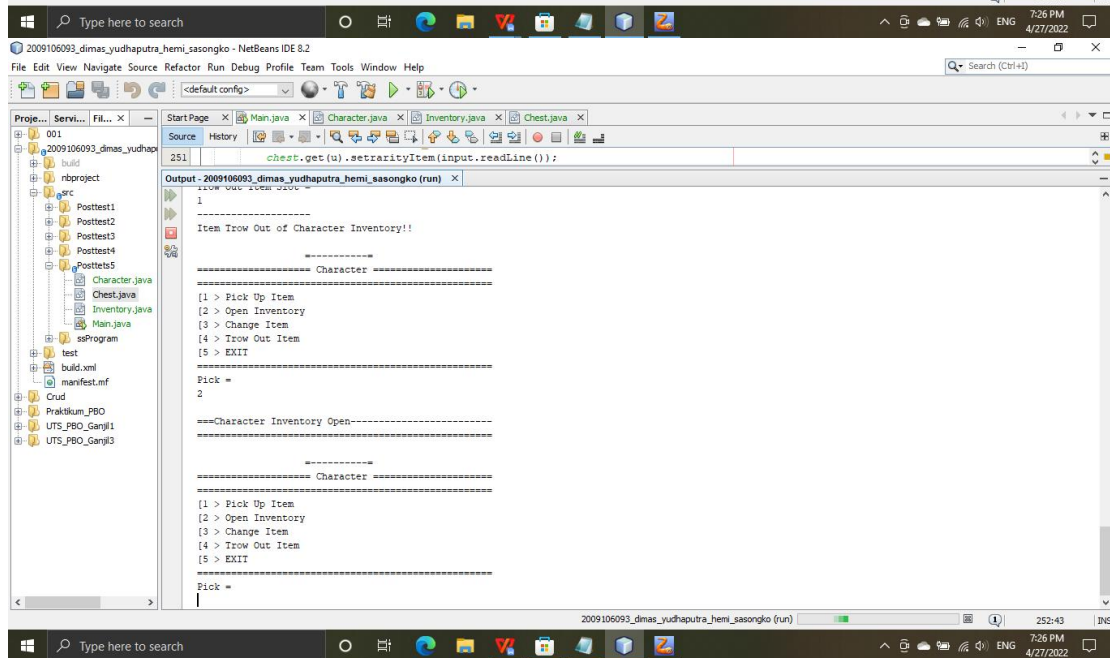 Type here to search
ENG
7:26 PM
4/27/2022
2009106093_dimas_yudhaputra_hemi_sasongko - NetBeans IDE 8.2
File Edit View Navigate Source Refactor Run Debug Profile Team Tools Window Help
Search (Ctrl+I)
<default config>
Proje... Servi... Fil...
Start Page Main.java Character.java Inventory.java Chest.java
Source History
251 chest.get(u).setrarityItem(input.readLine());
Output - 2009106093_dimas_yudhaputra_hemi_sasongko (run)
001
2009106093_dimas_yudhap
build
nbproject
src
Posttest1
Posttest2
Posttest3
Posttest4
Posttets5
Character.java
Chest.java
Inventory.java
Main.java
ssProgram
test
build.xml
manifest.mf
Crud
Praktikum_PBO
UTS_PBO_Ganjil1
UTS_PBO_Ganjil3
Trow Out Item Slot =
1
--------------------
Item Trow Out of Character Inventory!!
=----------=
==================== Character =====================
====================================================
[1 > Pick Up Item
[2 > Open Inventory
[3 > Change Item
[4 > Trow Out Item
[5 > EXIT
====================================================
Pick =
2
===Character Inventory Open-------------------------
====================================================
=----------=
==================== Character =====================
====================================================
[1 > Pick Up Item
[2 > Open Inventory
[3 > Change Item
[4 > Trow Out Item
[5 > EXIT
====================================================
Pick =
2009106093_dimas_yudhaputra_hemi_sasongko (run)
1
252:43
INS
Type here to search
ENG
7:26 PM
4/27/2022